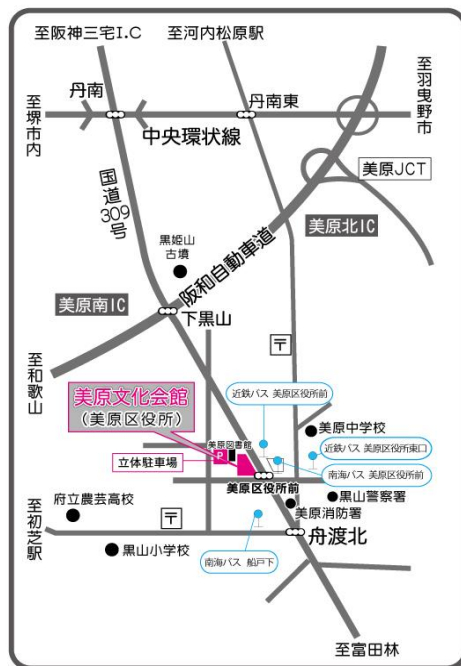 至阪神三宅I.C
至河内松原駅
丹南
丹南東
至羽曳野市
至堺市内
中央環状線
美原JCT
国道309号
美原北IC
黒姫山
古墳
阪和自動車道
美原南IC
下黒山
〒
至和歌山
美原文化会館
(美原区役所)
近鉄バス 美原区役所前
美原中学校
美原図書館
近鉄バス 美原区役所東口
立体駐車場
P
南海バス 美原区役所前
美原区役所前
黒山警察署
府立農芸高校
美原消防署
至初芝駅
〒
舟渡北
黒山小学校
南海バス 船戸下
至富田林